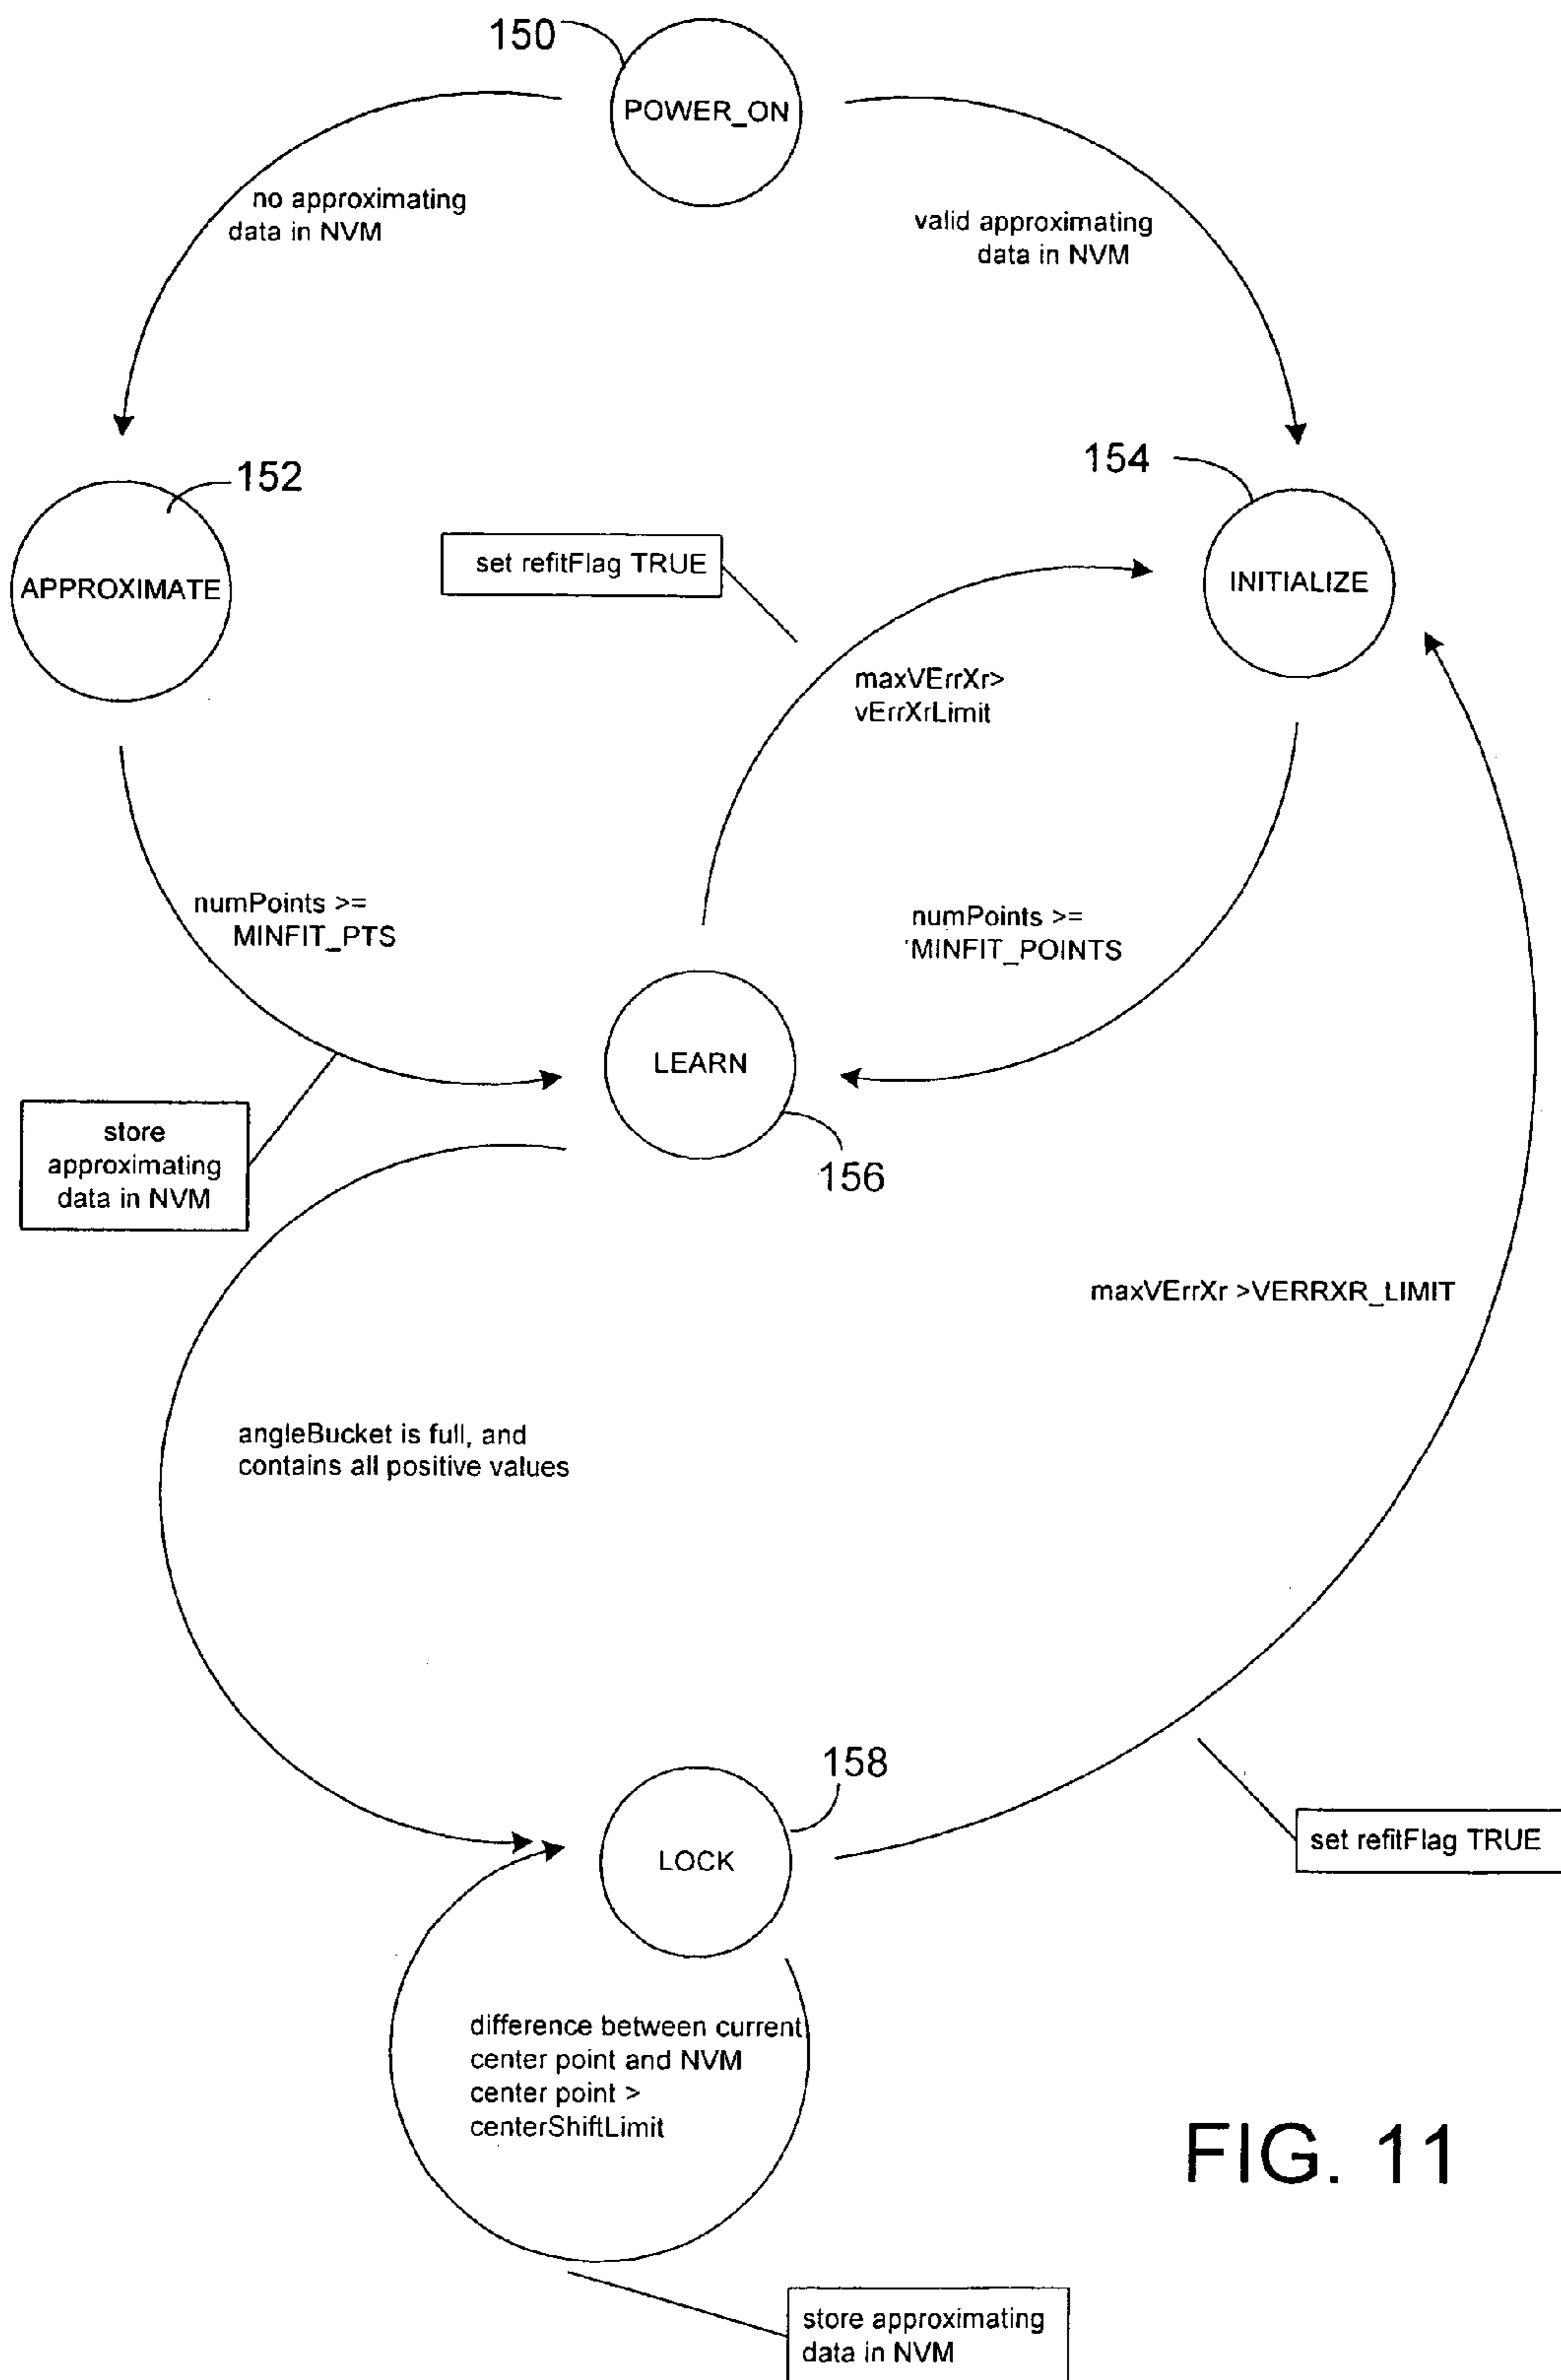 150
POWER_ON
no approximating
data in NVM
valid approximating
data in NVM
152
154
APPROXIMATE
set refitFlag TRUE
INITIALIZE
maxVErrXr>
vErrXrLimit
numPoints >=
MINFIT_PTS
numPoints >=
'MINFIT_POINTS
LEARN
store
approximating
data in NVM
156
maxVErrXr >VERRXR_LIMIT
angleBucket is full, and
contains all positive values
158
LOCK
set refitFlag TRUE
difference between current
center point and NVM
center point >
centerShiftLimit
FIG. 11
store approximating
data in NVM